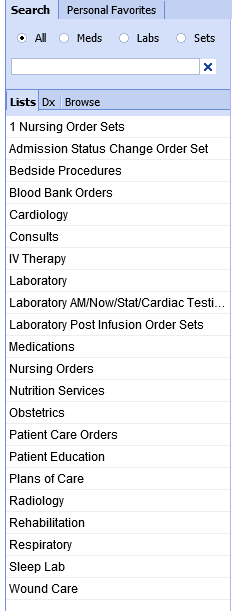 Search Personal Favorites
All Meds Labs Sets
Lists Dx Browse
1 Nursing Order Sets
Admission Status Change Order Set
Bedside Procedures
Blood Bank Orders
Cardiology
Consults
IV Therapy
Laboratory
Laboratory AM/Now/Stat/Cardiac Testi...
Laboratory Post Infusion Order Sets
Medications
Nursing Orders
Nutrition Services
Obstetrics
Patient Care Orders
Patient Education
Plans of Care
Radiology
Rehabilitation
Respiratory
Sleep Lab
Wound Care